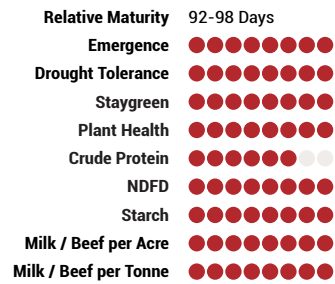 Relative Maturity 92-98 Days
Emergence
Drought Tolerance
Staygreen
Plant Health
Crude Protein
NDFD
Starch
Milk / Beef per Acre
Milk / Beef per Tonne